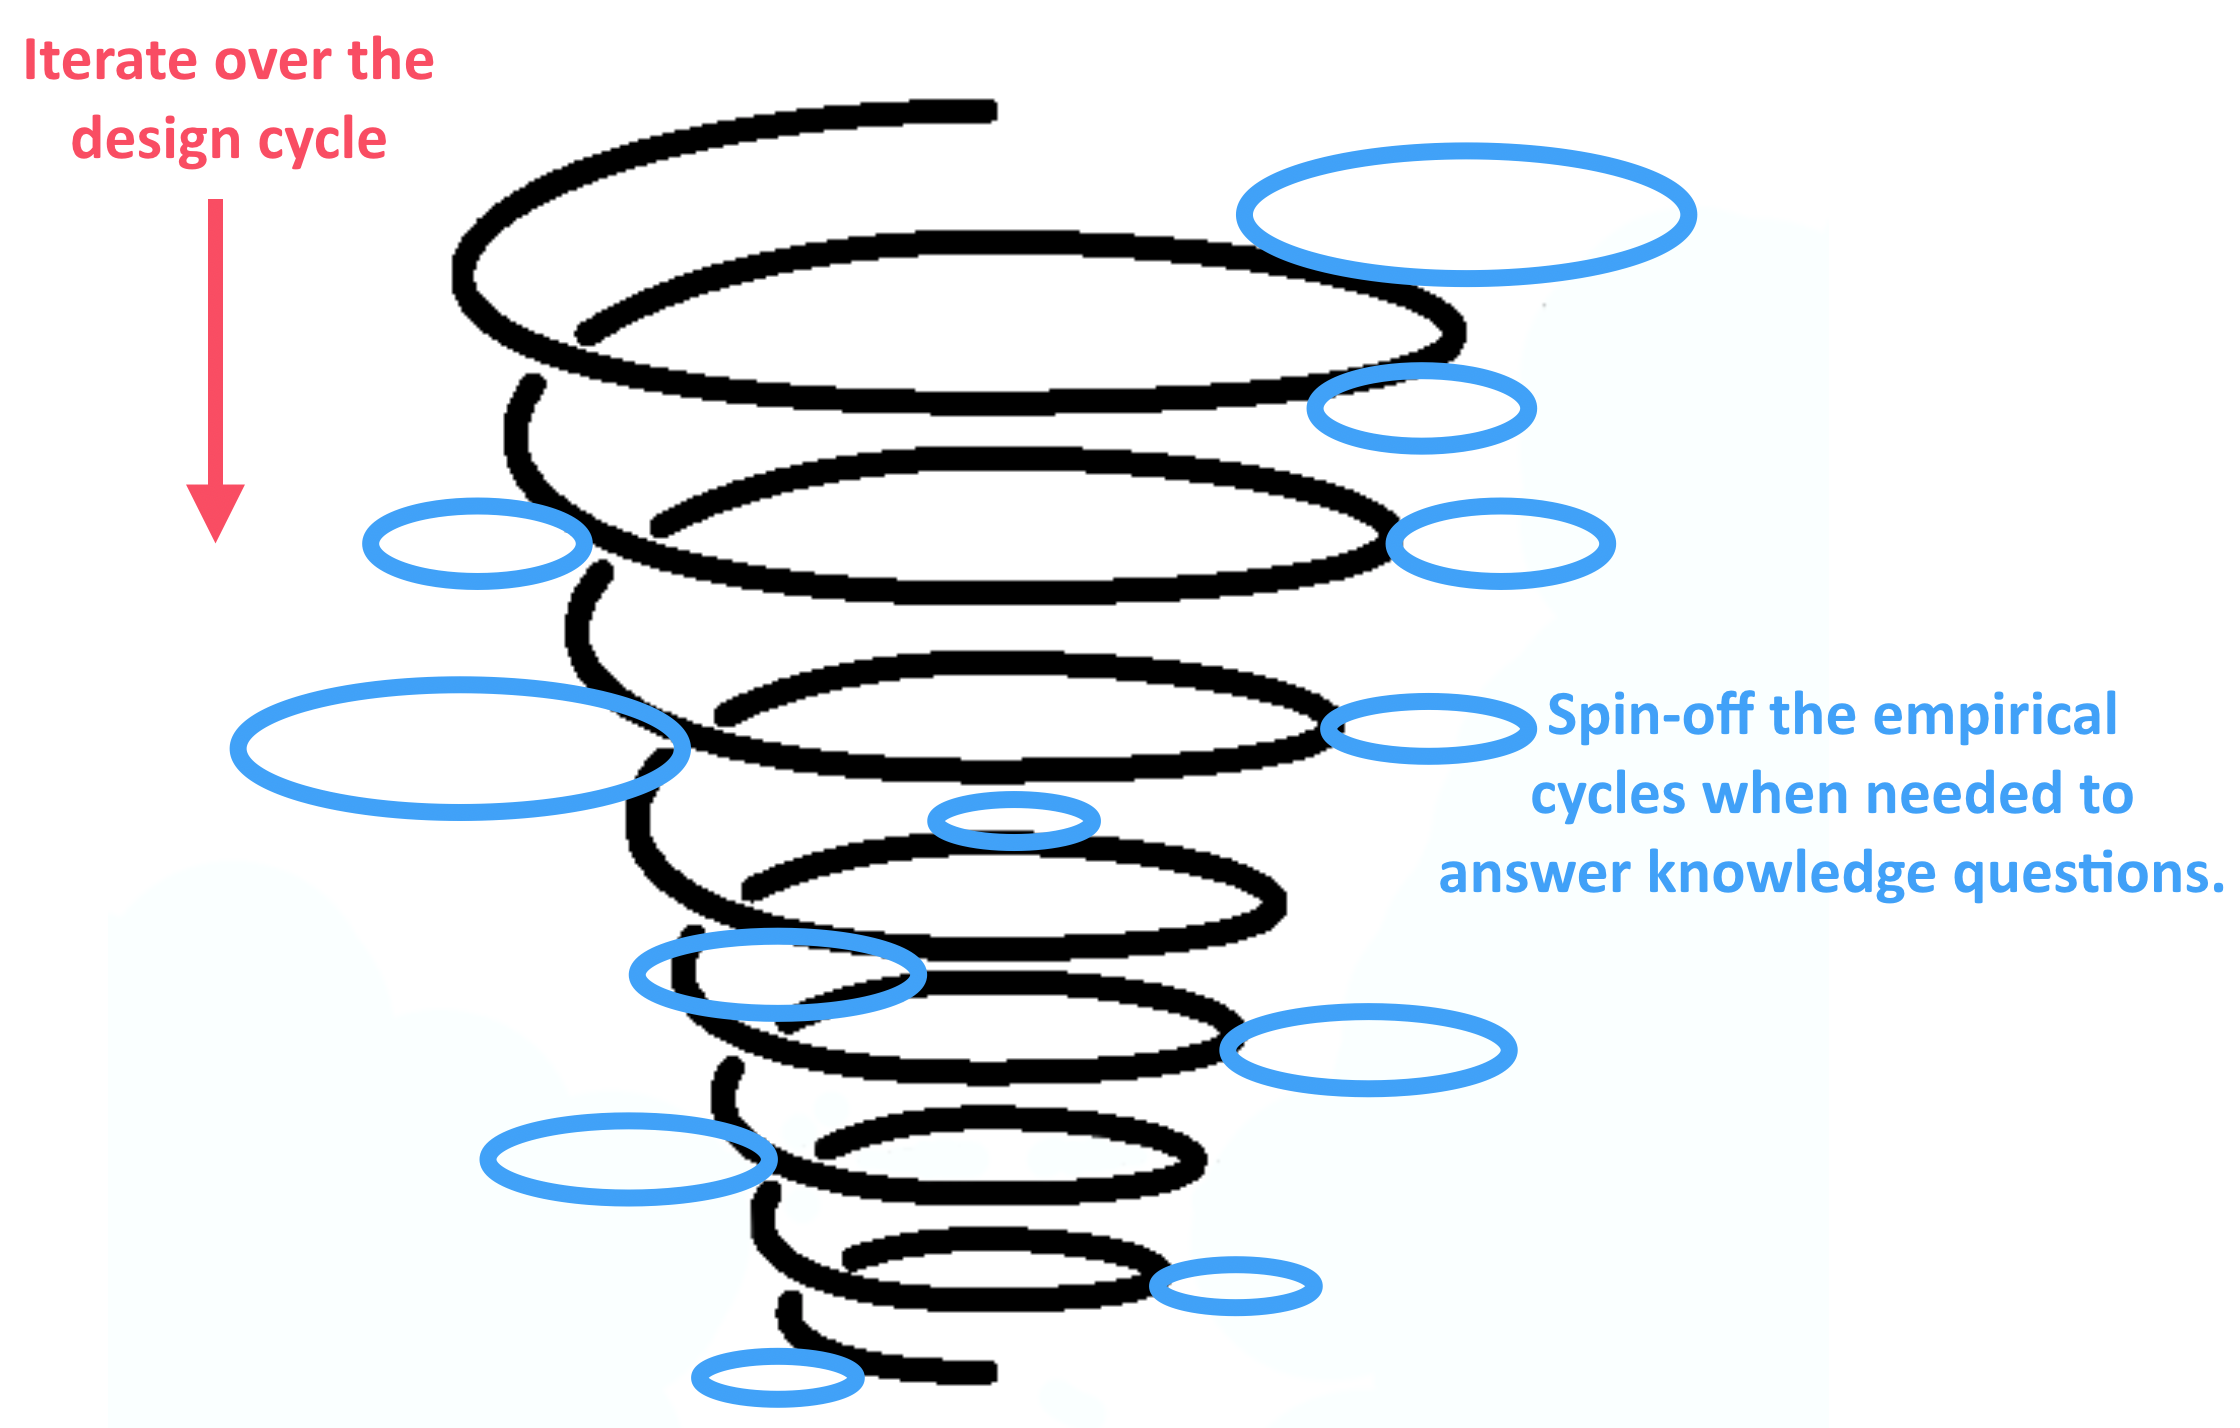 Iterate over the
design cycle
Spin-off the empirical
cycles when needed to
answer knowledge questions.